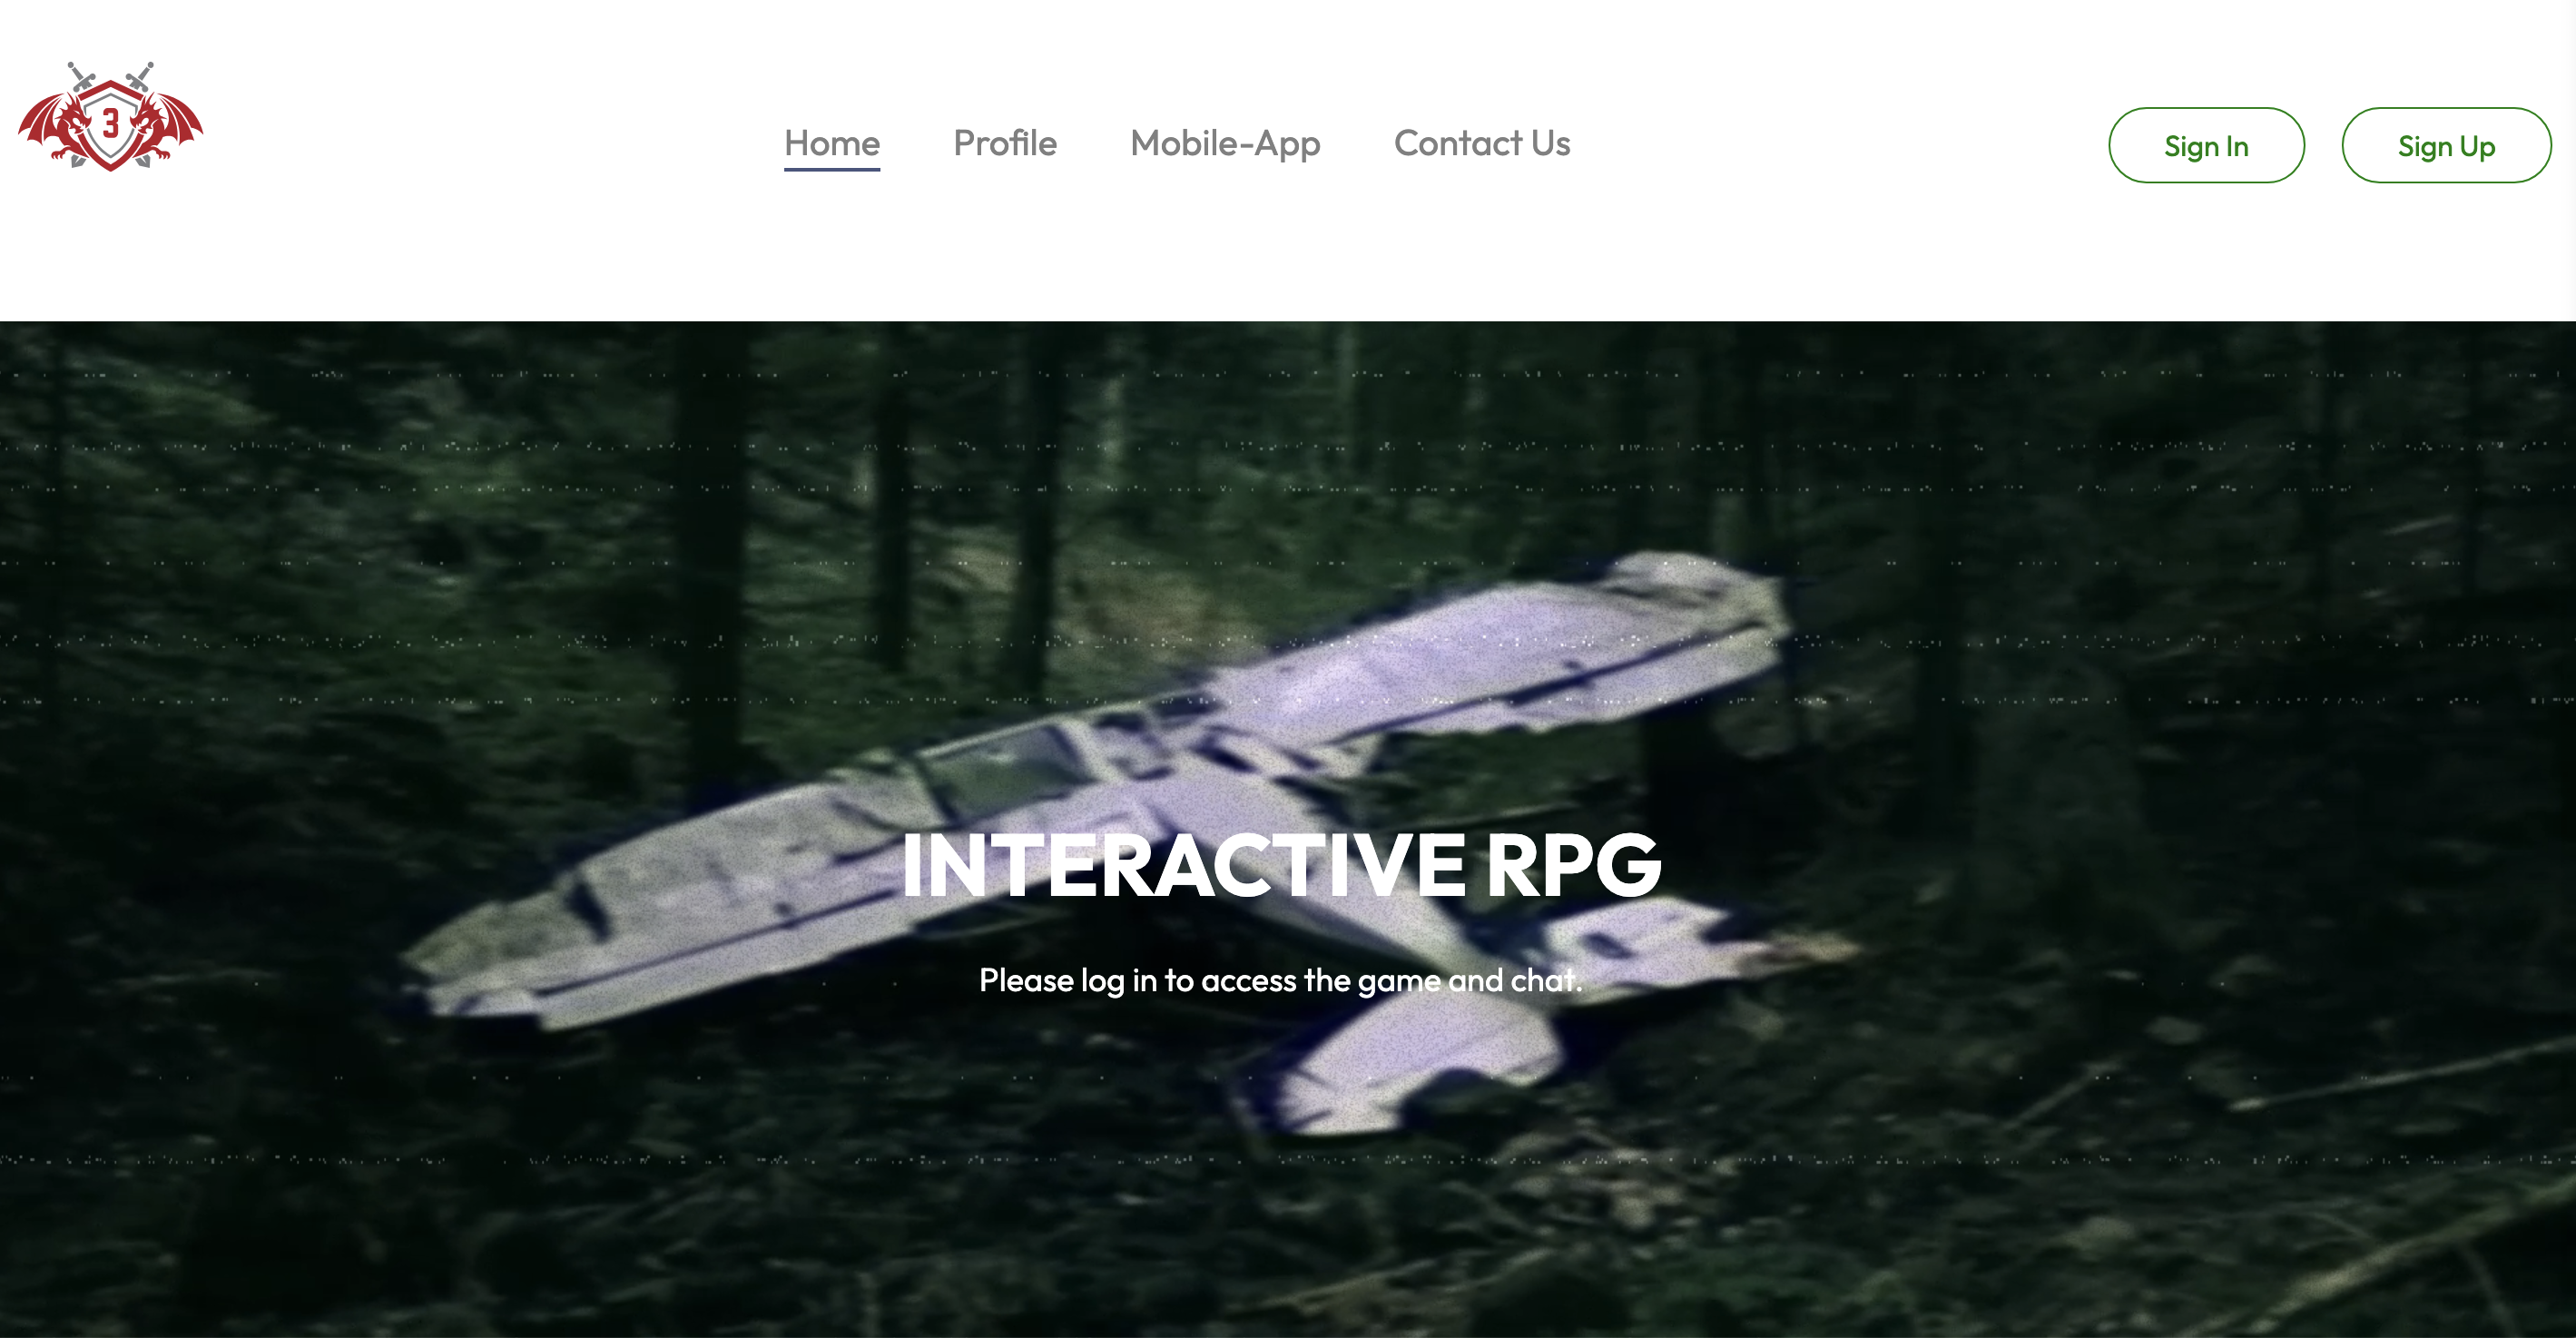 3
Home Profile Mobile-App Contact Us Sign In Sign Up
INTERACTIVE RPG
Please log in to access the game and chat.